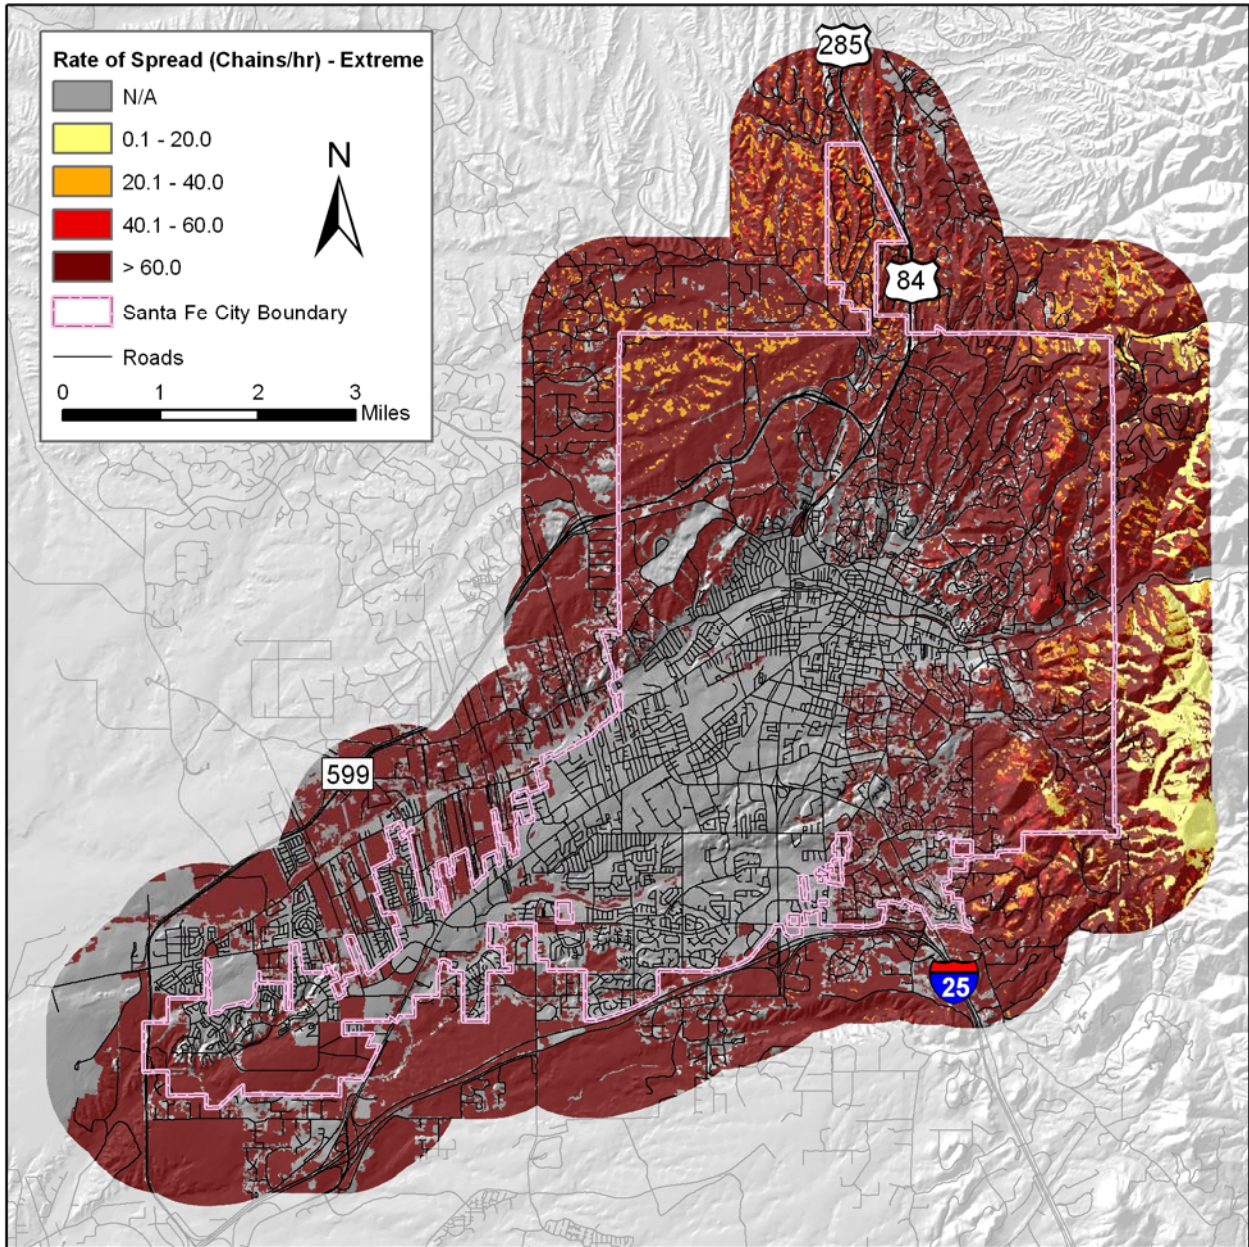 Rate of Spread (Chains/hr) - Extreme
N/A
0.1 - 20.0
20.1 - 40.0
40.1 - 60.0
> 60.0
Santa Fe City Boundary
Roads
0 1 2 3
Miles
N
285
84
599
25